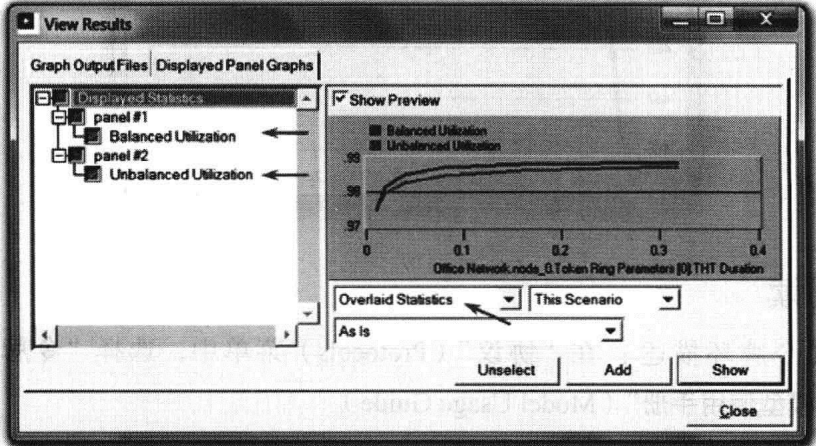 View Results
Graph Output Files
Displayed Panel Graphs
Displayed Statistics
panel #1
Balanced Utilization
panel #2
Unbalanced Utilization
Show Preview
Balanced Utilization
Unbalanced Utilization
.99
.98
.97
0
0.1
0.2
0.3
0.4
Office Network.node_0.Token Ring Parameters [0].THT Duration
Overlaid Statistics
This Scenario
As Is
Unselect
Add
Show
Close